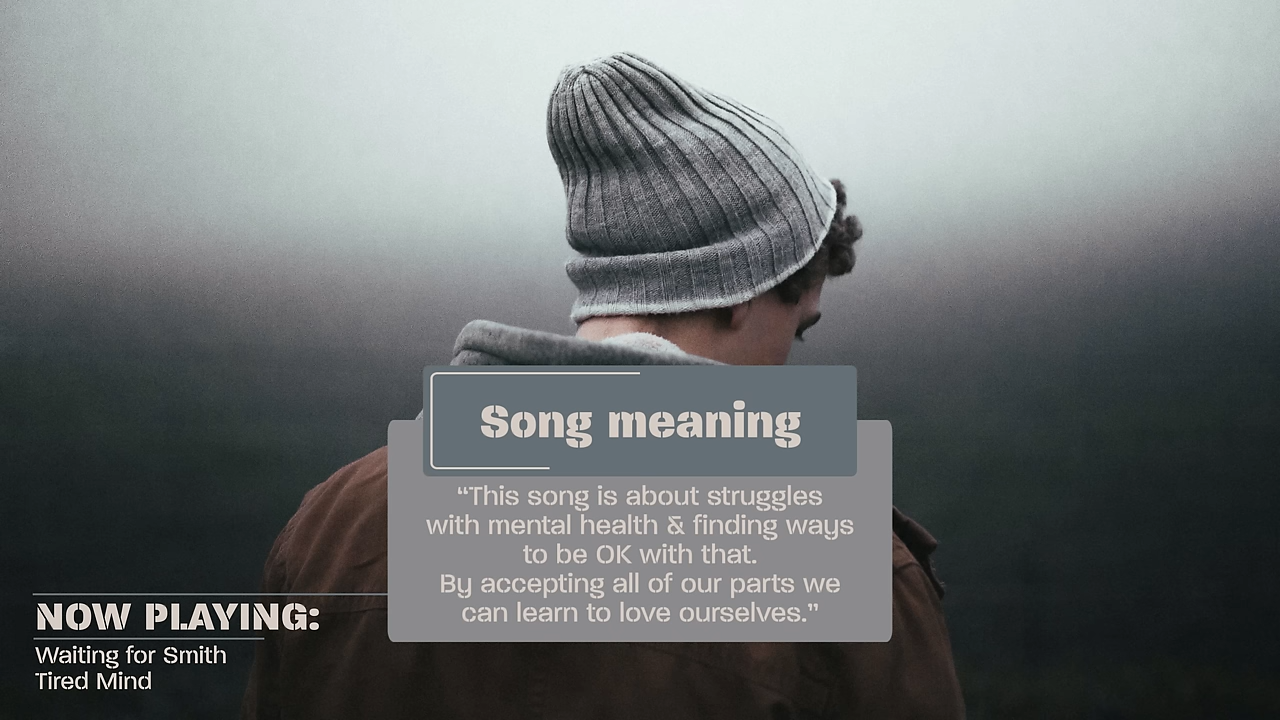 Song meaning
“This song is about struggles
with mental health & finding ways
to be OK with that.
By accepting all of our parts we
can learn to love ourselves.”
NOW PLAYING:
Waiting for Smith
Tired Mind